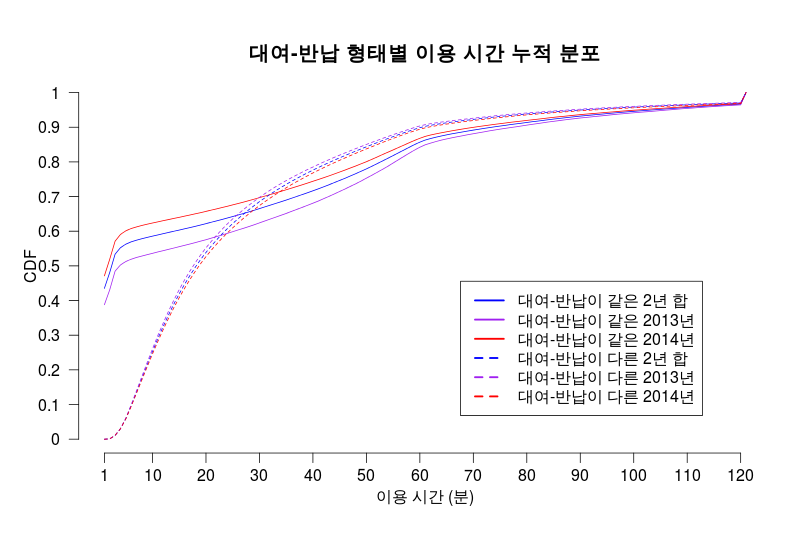 대여-반납 형태별 이용 시간 누적 분포
1
0.9
0.8
0.7
0.6
0.5
0.4
0.3
0.2
0.1
0
CDF
대여-반납이 같은 2년 합
대여-반납이 같은 2013년
대여-반납이 같은 2014년
대여-반납이 다른 2년 합
대여-반납이 다른 2013년
대여-반납이 다른 2014년
1 10 20 30 40 50 60 70 80 90 100 110 120
이용 시간 (분)